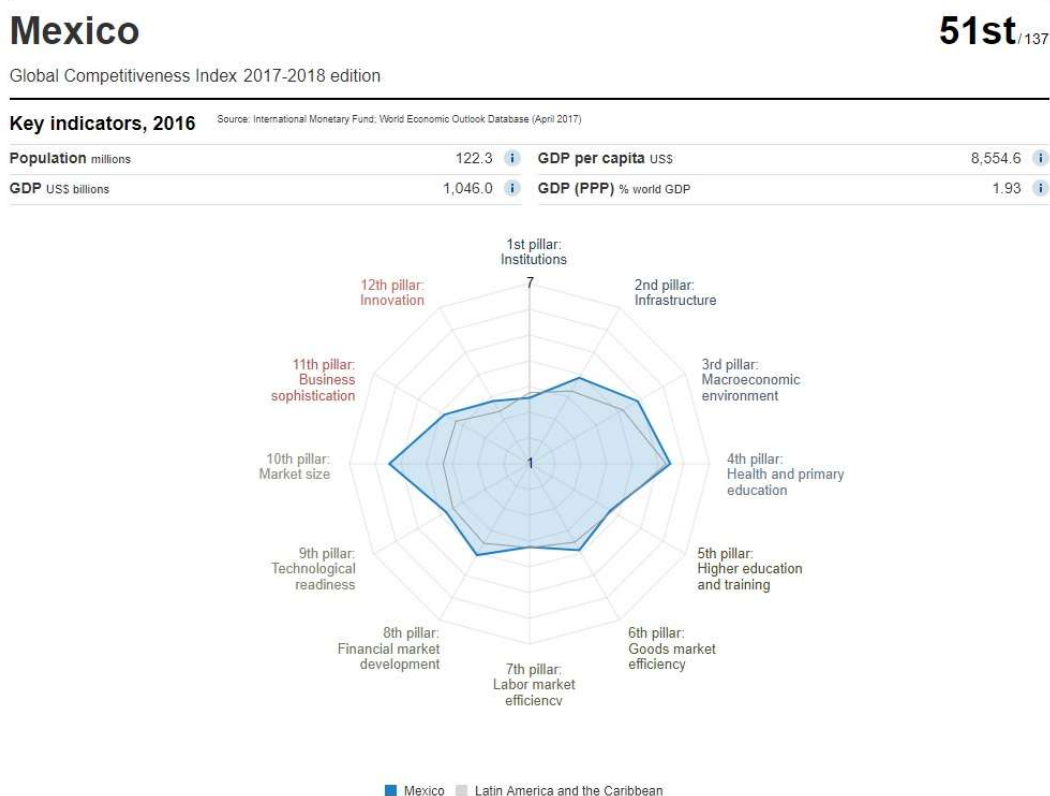 Mexico
51st/137
Global Competitiveness Index 2017-2018 edition
Key indicators, 2016 Source: International Monetary Fund; World Economic Outlook Database (April 2017)
Population millions 122.3 i GDP per capita US$ 8,554.6 i
GDP US$ billions 1,046.0 i GDP (PPP) % world GDP 1.93 i
1st pillar:
Institutions
7
2nd pillar:
Infrastructure
3rd pillar:
Macroeconomic
environment
4th pillar:
Health and primary
education
5th pillar:
Higher education
and training
6th pillar:
Goods market
efficiency
7th pillar:
Labor market
efficiency
8th pillar:
Financial market
development
9th pillar:
Technological
readiness
10th pillar:
Market size
11th pillar:
Business
sophistication
12th pillar:
Innovation
1
Mexico Latin America and the Caribbean